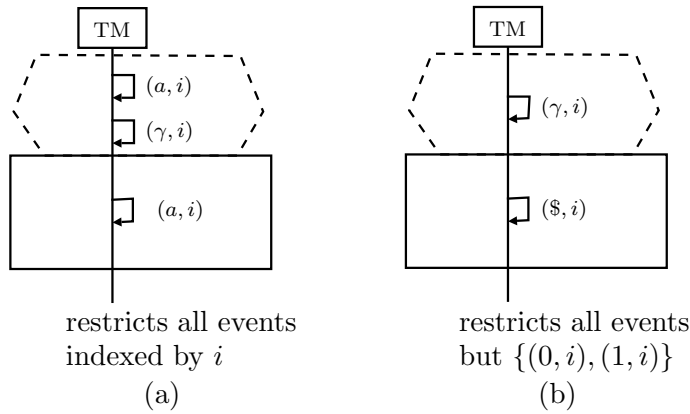 TM
(a, i)
(γ, i)
(a, i)
restricts all events
indexed by i
(a)
TM
(γ, i)
($, i)
restricts all events
but {(0, i), (1, i)}
(b)